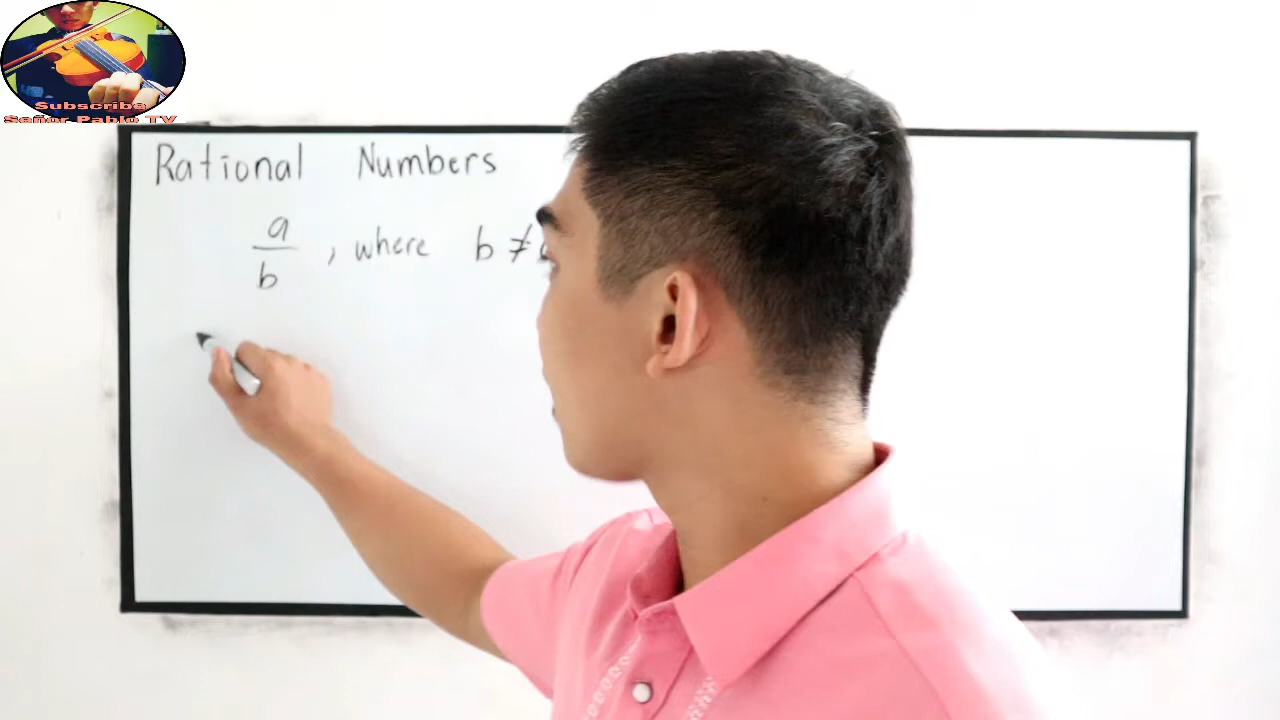 Subscribe
Señor Pablo TV
Rational Numbers
a
b
, where b ≠